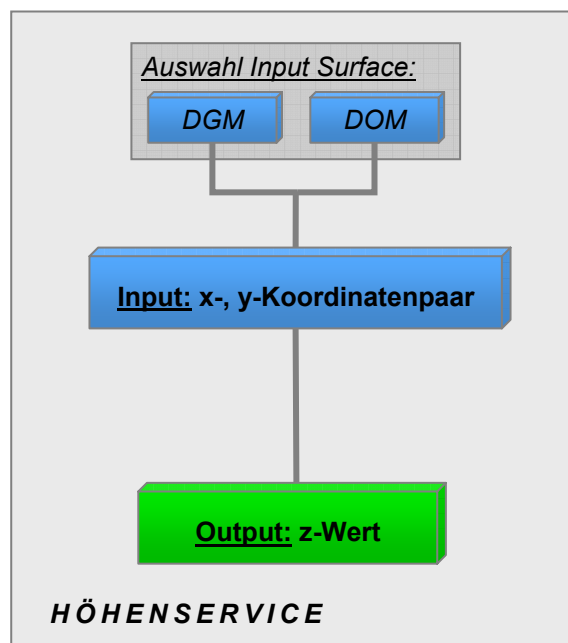 Auswahl Input Surface:
DGM
DOM
Input: x-, y-Koordinatenpaar
Output: z-Wert
HÖHENSERVICE